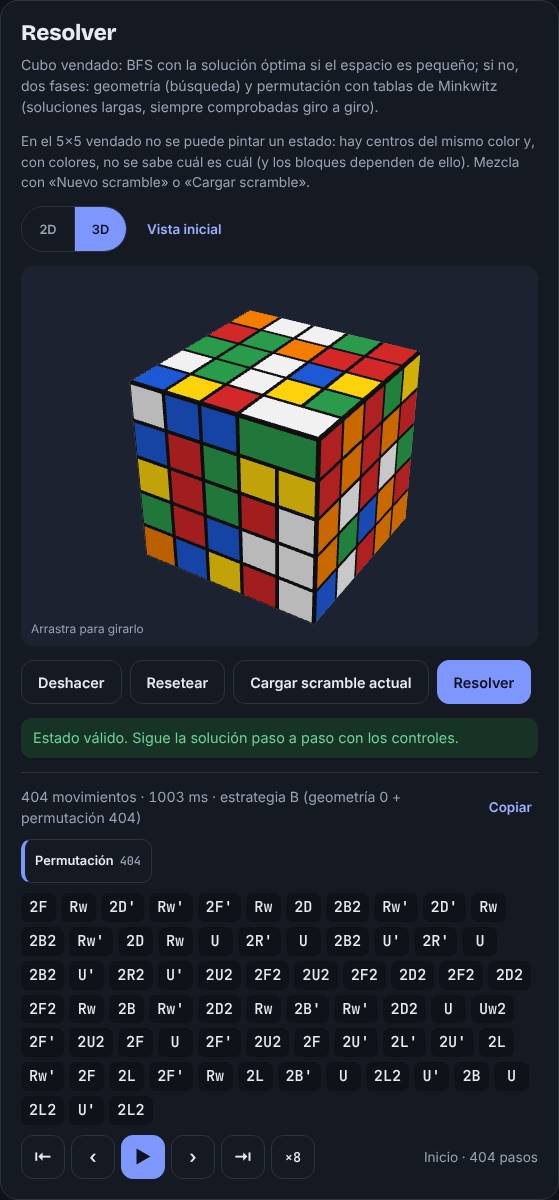 Resolver
Cubo vendado: BFS con la solución óptima si el espacio es pequeño; si no,
dos fases: geometría (búsqueda) y permutación con tablas de Minkwitz
(soluciones largas, siempre comprobadas giro a giro).
En el 5×5 vendado no se puede pintar un estado: hay centros del mismo color y,
con colores, no se sabe cuál es cuál (y los bloques dependen de ello). Mezcla
con «Nuevo scramble» o «Cargar scramble».
2D 3D Vista inicial
Arrastra para girarlo
Deshacer Resetear Cargar scramble actual Resolver
Estado válido. Sigue la solución paso a paso con los controles.
404 movimientos · 1003 ms · estrategia B (geometría 0 +
permutación 404)
Copiar
Permutación 404
2F Rw 2D' Rw' 2F' Rw 2D 2B2 Rw' 2D' Rw
2B2 Rw' 2D Rw U 2R' U 2B2 U' 2R' U
2B2 U' 2R2 U' 2U2 2F2 2U2 2F2 2D2 2F2 2D2
2F2 Rw 2B Rw' 2D2 Rw 2B' Rw' 2D2 U Uw2
2F' 2U2 2F U 2F' 2U2 2F 2U' 2L' 2U' 2L
Rw' 2F 2L 2F' Rw 2L 2B' U 2L2 U' 2B U
2L2 U' 2L2
×8 Inicio · 404 pasos